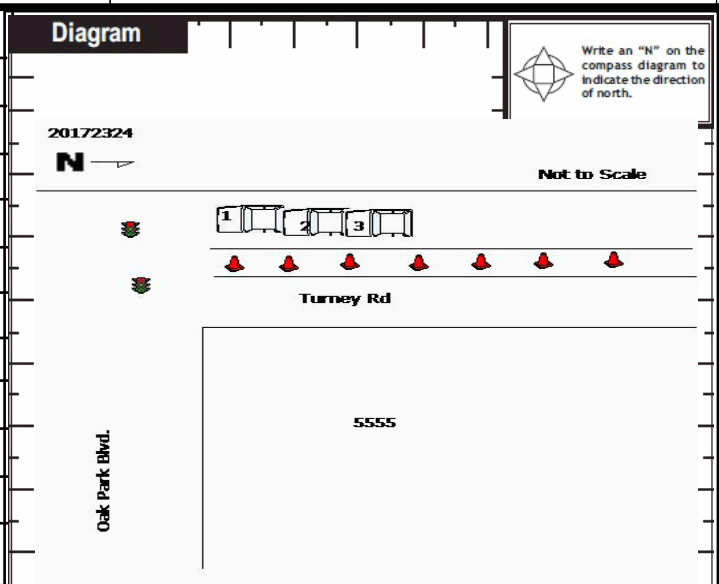 Diagram
Write an "N" on the
compass diagram to
indicate the direction
of north.
20172324
N
Not to Scale
1
2
3
Turney Rd
5555
Oak Park Blvd.